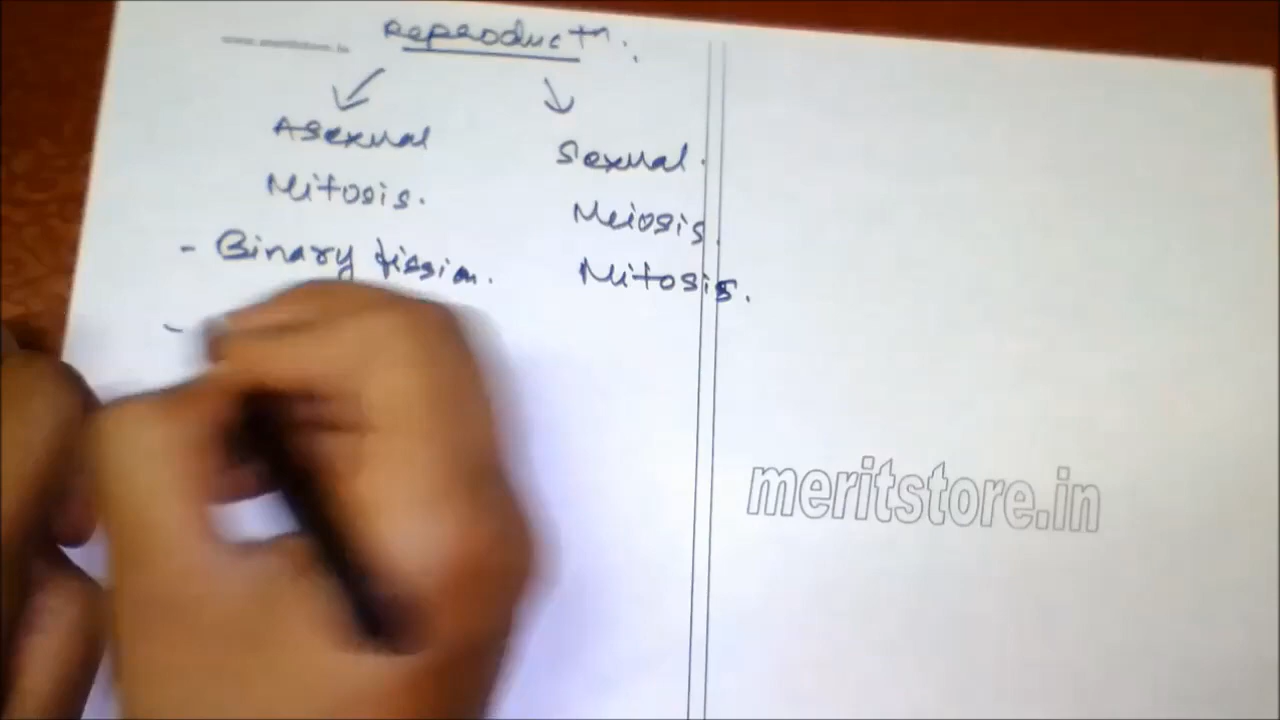 Reproductn.
Asexual
Mitosis.
- Binary fission.
-
Sexual.
Meiosis.
Mitosis.
meritstore.in